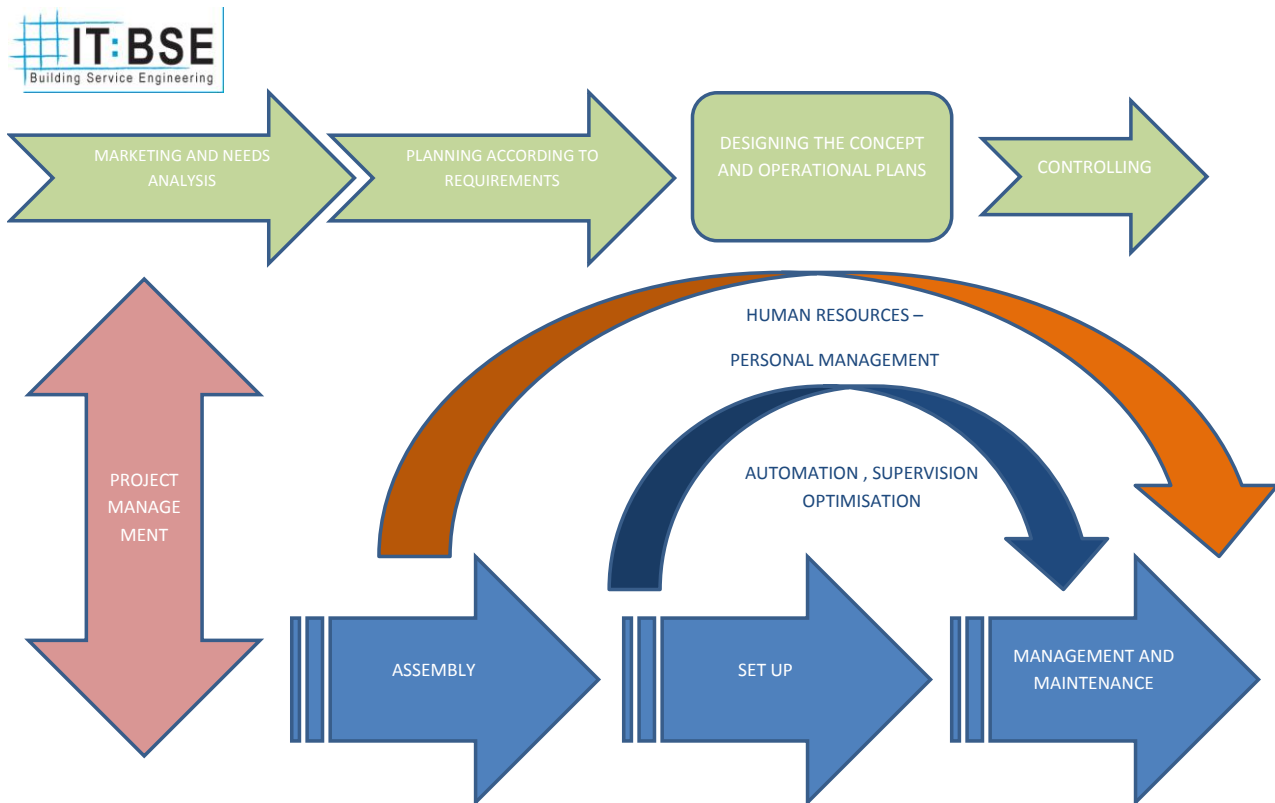 IT:BSE
Building Service Engineering
MARKETING AND NEEDS
ANALYSIS
PLANNING ACCORDING TO
REQUIREMENTS
DESIGNING THE CONCEPT
AND OPERATIONAL PLANS
CONTROLLING
HUMAN RESOURCES –
PERSONAL MANAGEMENT
AUTOMATION , SUPERVISION
OPTIMISATION
PROJECT
MANAGE
MENT
ASSEMBLY
SET UP
MANAGEMENT AND
MAINTENANCE